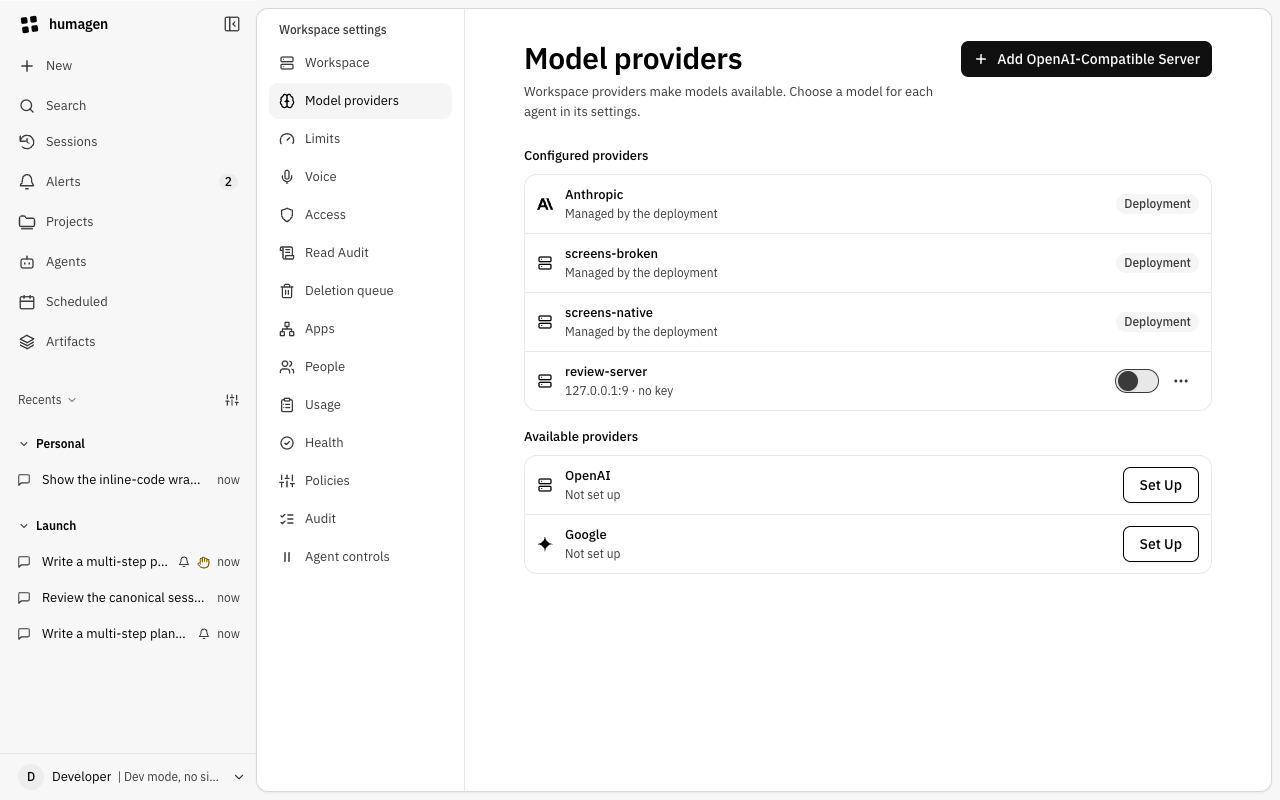 humagen
New
Search
Sessions
Alerts
2
Projects
Agents
Scheduled
Artifacts
Recents
Personal
Show the inline-code wra...
now
Launch
Write a multi-step p...
now
Review the canonical sess...
now
Write a multi-step plan...
now
D
Developer
| Dev mode, no si...
Workspace settings
Workspace
Model providers
Limits
Voice
Access
Read Audit
Deletion queue
Apps
People
Usage
Health
Policies
Audit
Agent controls
Model providers
Add OpenAI-Compatible Server
Workspace providers make models available. Choose a model for each
agent in its settings.
Configured providers
Anthropic
Managed by the deployment
Deployment
screens-broken
Managed by the deployment
Deployment
screens-native
Managed by the deployment
Deployment
review-server
127.0.0.1:9 · no key
Available providers
OpenAI
Not set up
Set Up
Google
Not set up
Set Up